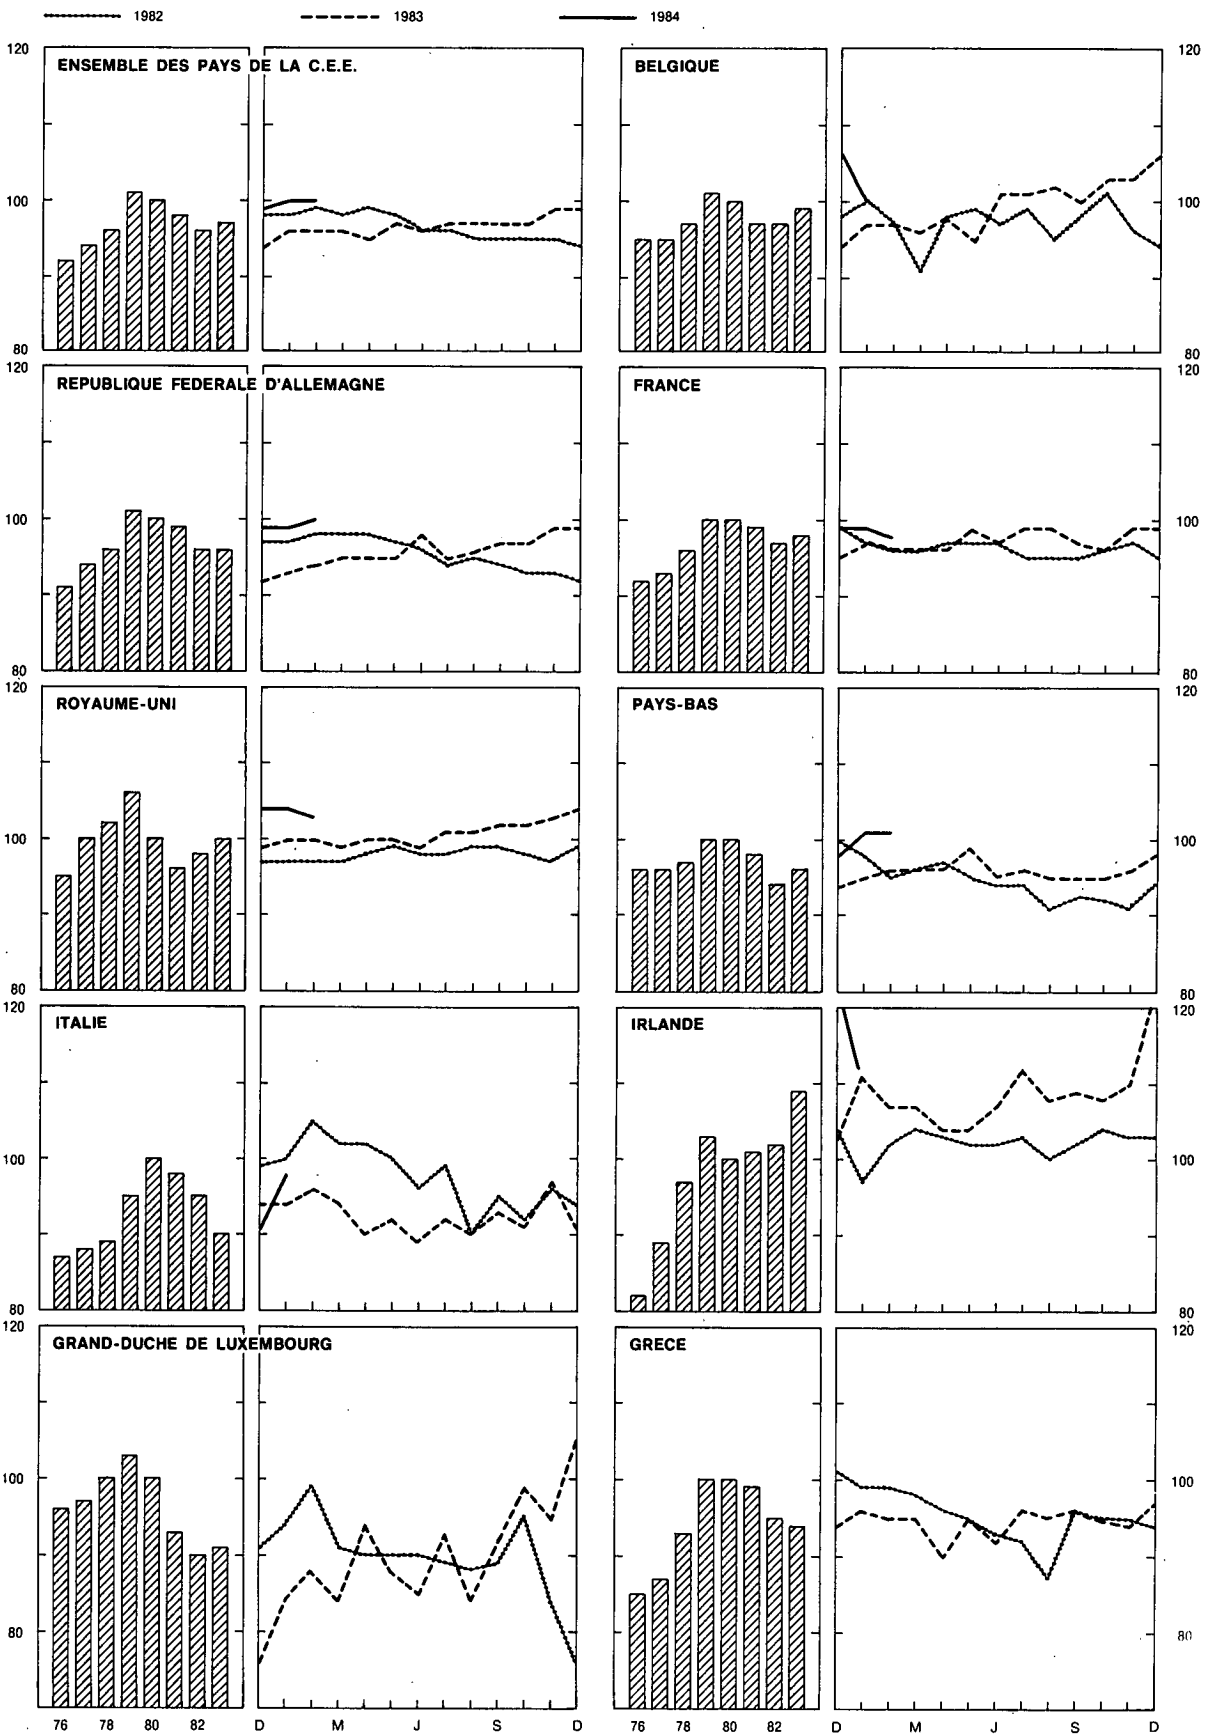 1982 1983 1984
120 120
ENSEMBLE DES PAYS DE LA C.E.E. BELGIQUE
100 100
80 80
120 120
REPUBLIQUE FEDERALE D'ALLEMAGNE FRANCE
100 100
80 80
120 120
ROYAUME-UNI PAYS-BAS
100 100
80 80
120 120
ITALIE IRLANDE
100 100
80 80
120 120
GRAND-DUCHE DE LUXEMBOURG GRECE
100 100
80 80
76 78 80 82 D M J S D 76 78 80 82 D M J S D